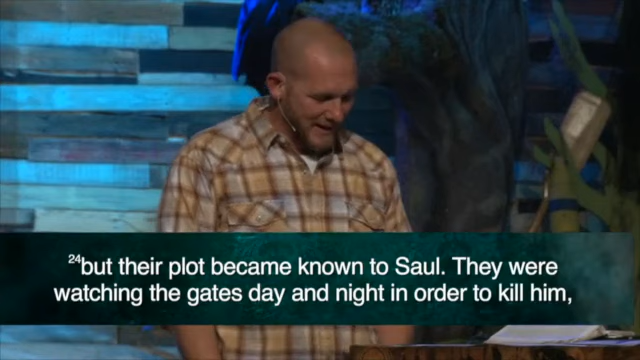 24but their plot became known to Saul. They were
watching the gates day and night in order to kill him,